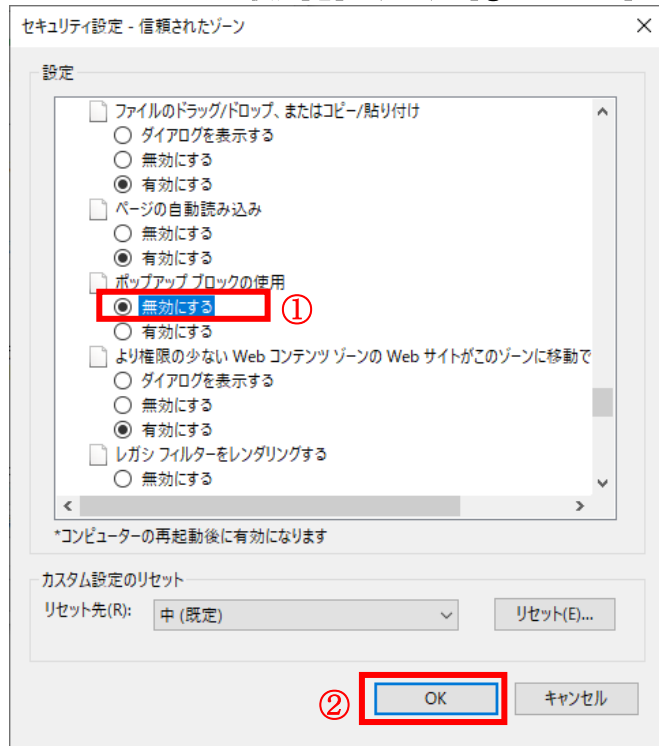 セキュリティ設定 - 信頼されたゾーン
設定
ファイルのドラッグ/ドロップ、またはコピー/貼り付け
ダイアログを表示する
無効にする
有効にする
ページの自動読み込み
無効にする
有効にする
ポップアップ ブロックの使用
無効にする ①
有効にする
より権限の少ない Web コンテンツ ゾーンの Web サイトがこのゾーンに移動で
ダイアログを表示する
無効にする
有効にする
レガシ フィルターをレンダリングする
無効にする
*コンピューターの再起動後に有効になります
カスタム設定のリセット
リセット先(R): 中 (既定) リセット(E)...
② OK キャンセル